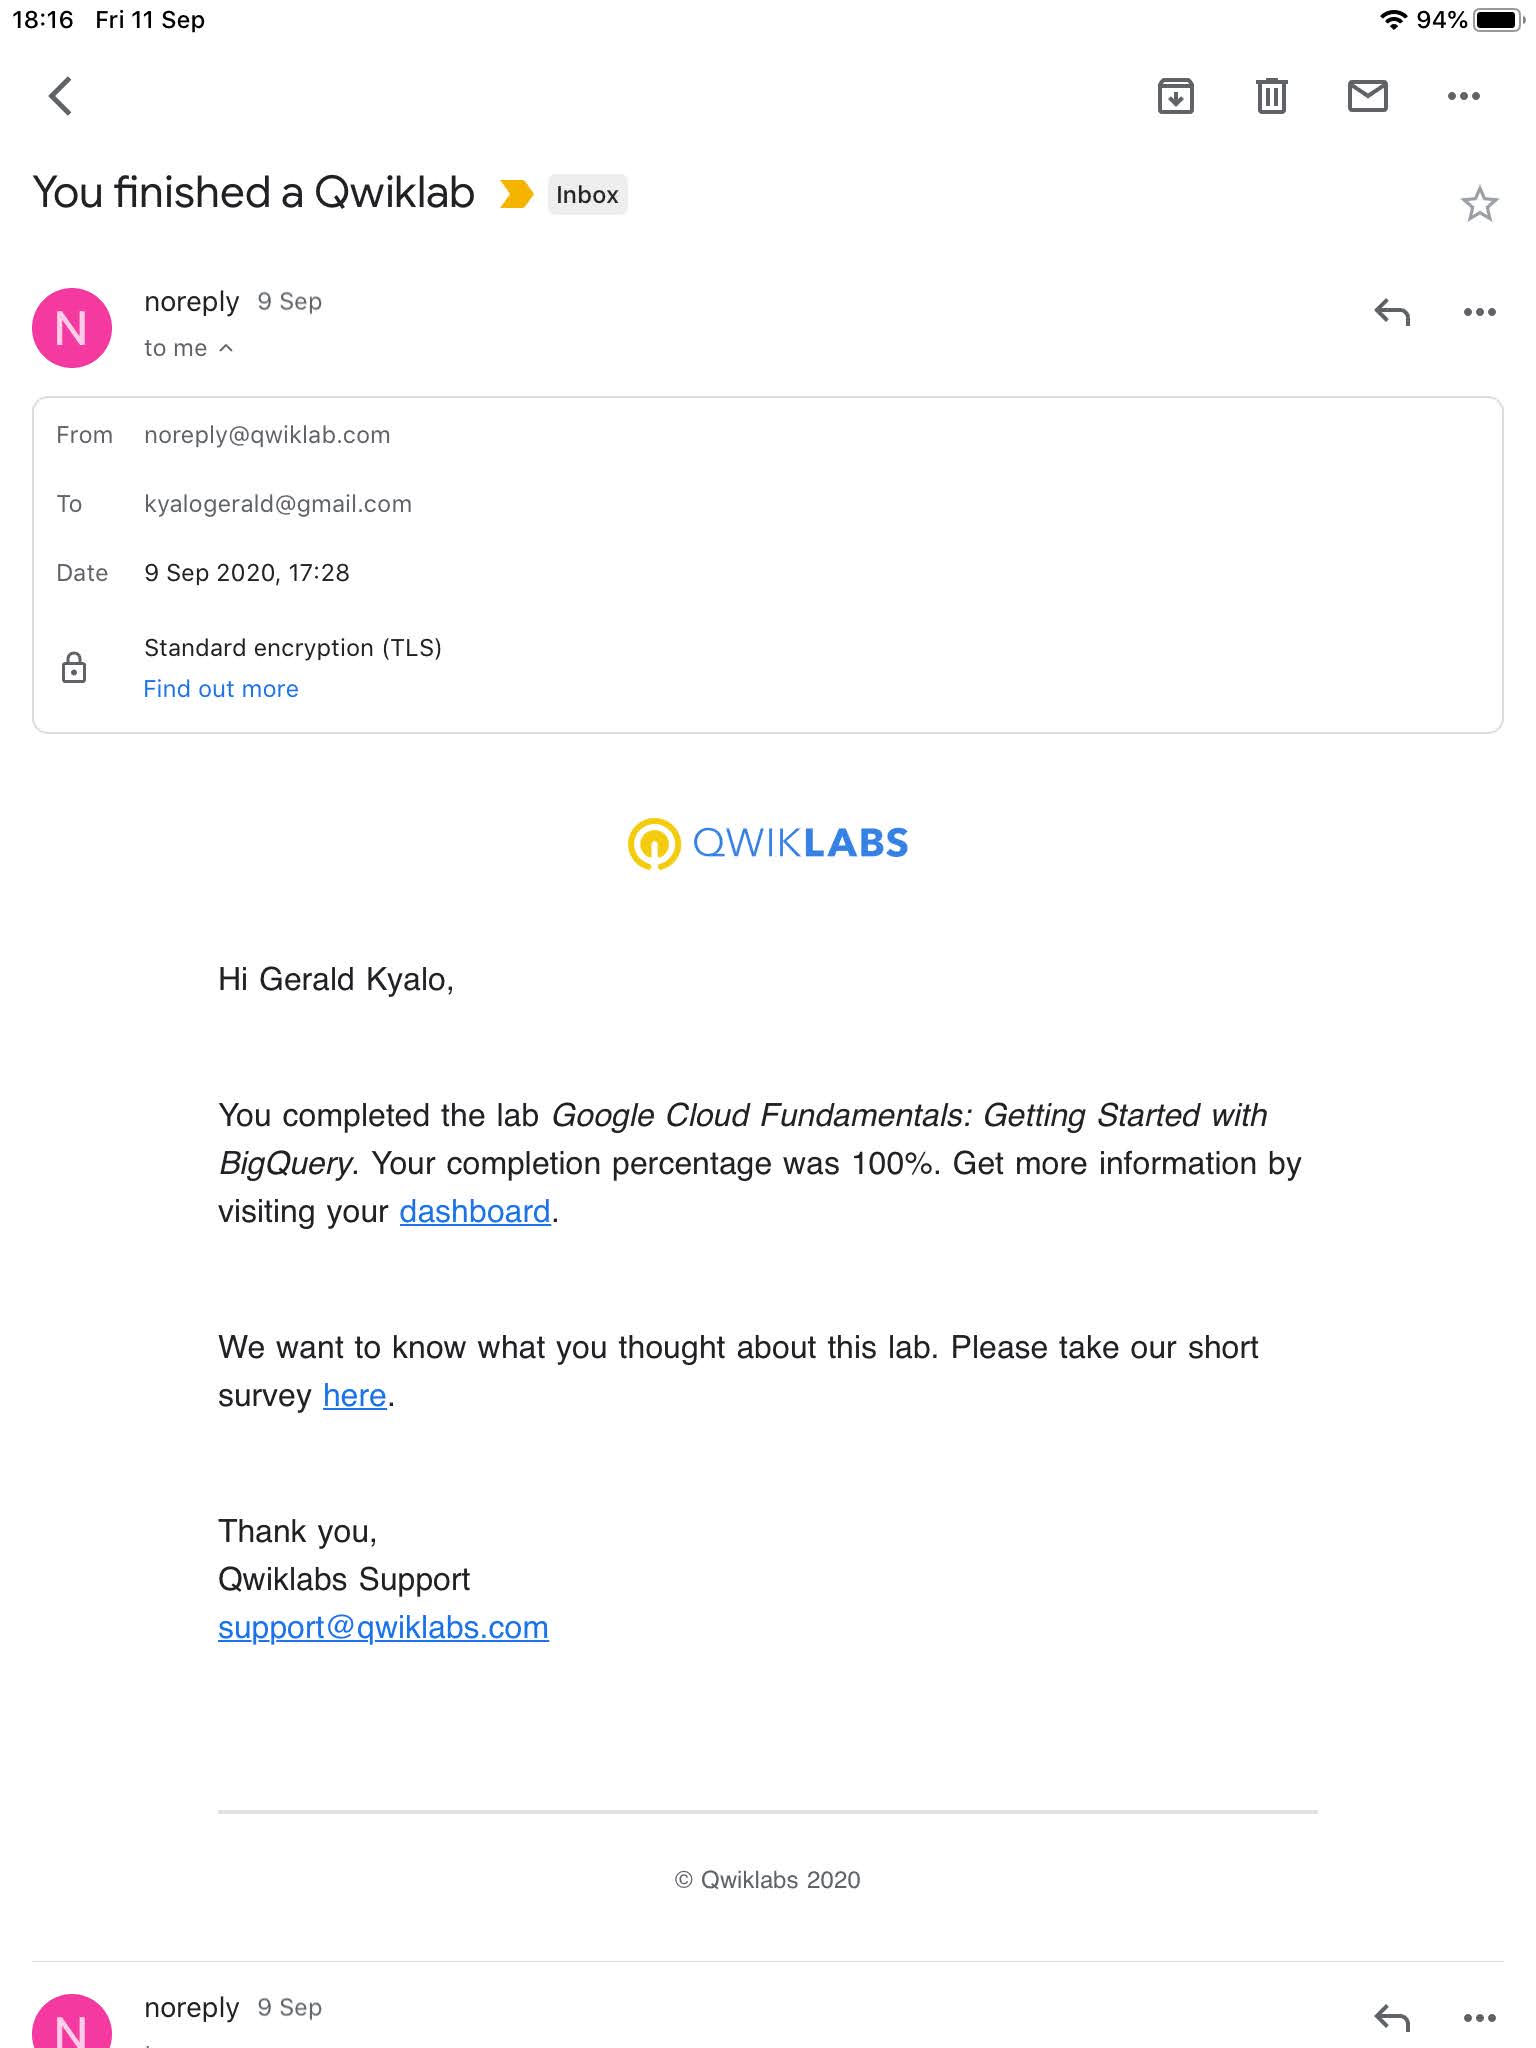 18:16 Fri 11 Sep 94%
You finished a Qwiklab Inbox
N noreply 9 Sep
to me
From noreply@qwiklab.com
To kyalogerald@gmail.com
Date 9 Sep 2020, 17:28
Standard encryption (TLS)
Find out more
QWIKLABS
Hi Gerald Kyalo,
You completed the lab Google Cloud Fundamentals: Getting Started with
BigQuery. Your completion percentage was 100%. Get more information by
visiting your dashboard.
We want to know what you thought about this lab. Please take our short
survey here.
Thank you,
Qwiklabs Support
support@qwiklabs.com
© Qwiklabs 2020
N noreply 9 Sep